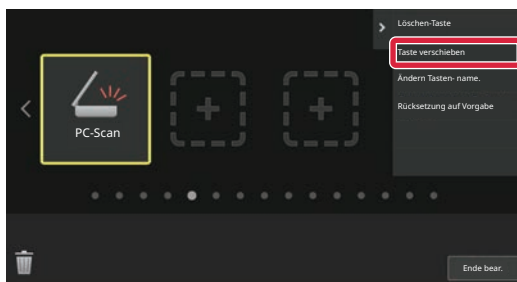 Löschen-Taste
Taste verschieben
Ändern Tasten- name.
Rücksetzung auf Vorgabe
PC-Scan
Ende bear.